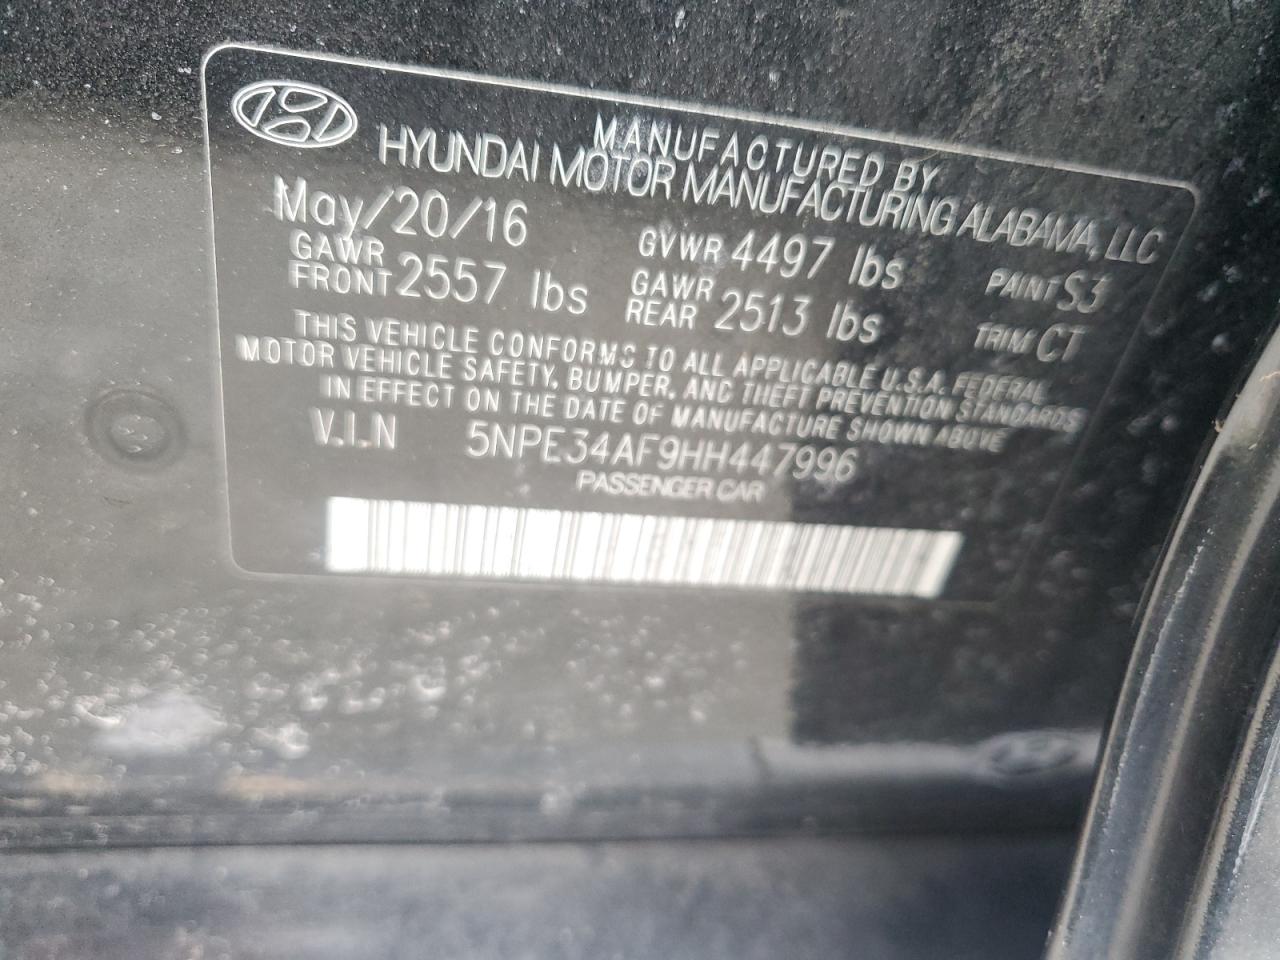 MANUFACTURED BY
HYUNDAI MOTOR MANUFACTURING ALABAMA, LLC
May/20/16 GVWR 4497 lbs PAINT S3
GAWR FRONT 2557 lbs GAWR REAR 2513 lbs TRIM CT
THIS VEHICLE CONFORMS TO ALL APPLICABLE U.S.A. FEDERAL
MOTOR VEHICLE SAFETY, BUMPER, AND THEFT PREVENTION STANDARDS
IN EFFECT ON THE DATE OF MANUFACTURE SHOWN ABOVE
V.I.N 5NPE34AF9HH447996
PASSENGER CAR